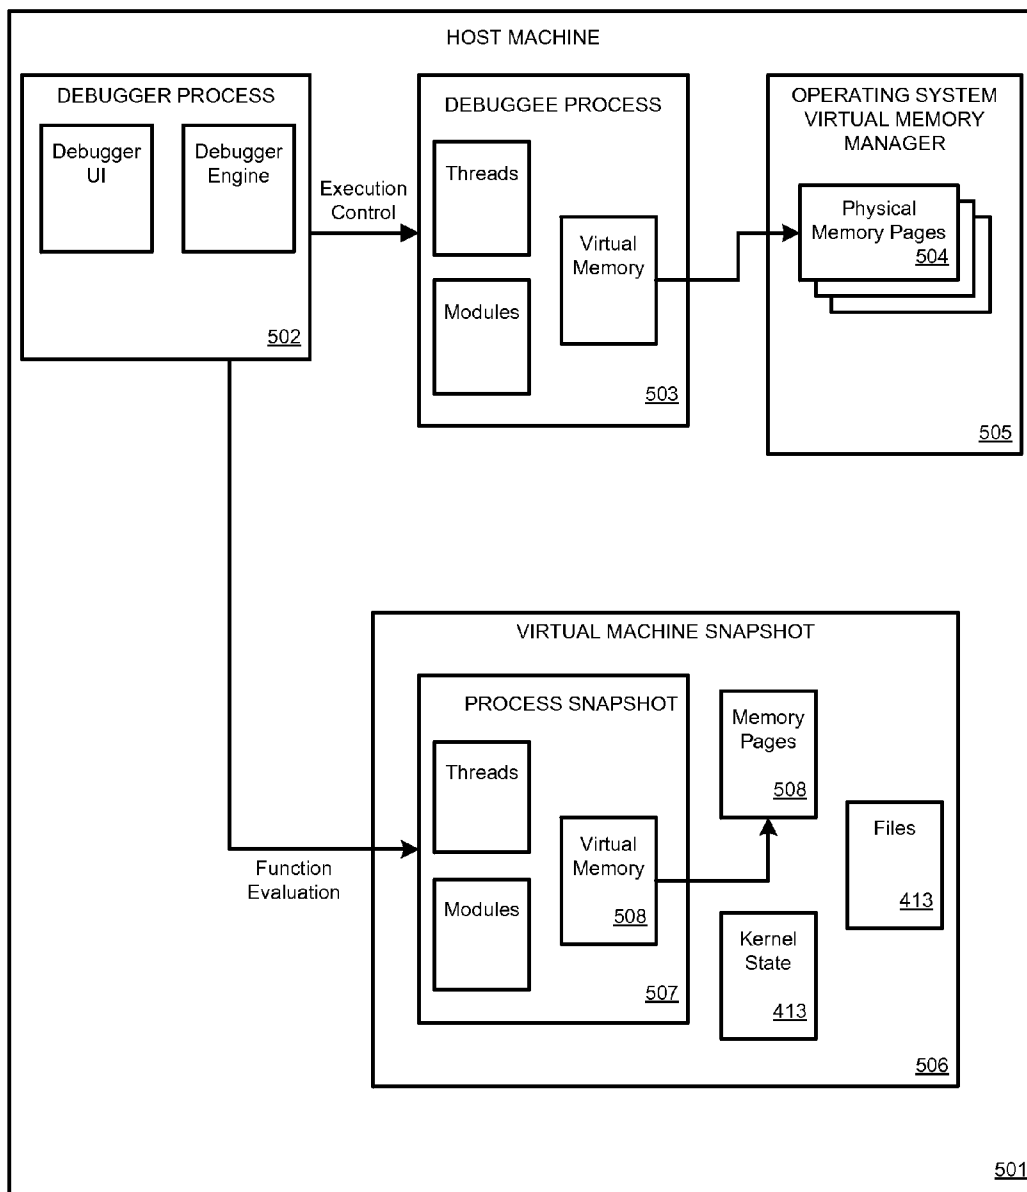 HOST MACHINE
DEBUGGER PROCESS
Debugger
UI
Debugger
Engine
502
Execution
Control
DEBUGGEE PROCESS
Threads
Modules
Virtual
Memory
503
OPERATING SYSTEM
VIRTUAL MEMORY
MANAGER
Physical
Memory Pages
504
505
VIRTUAL MACHINE SNAPSHOT
PROCESS SNAPSHOT
Threads
Modules
Virtual
Memory
508
507
Memory
Pages
508
Files
413
Kernel
State
413
506
Function
Evaluation
501